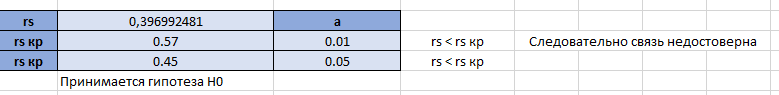 rs 0,396992481 a
rs кр 0.57 0.01 rs < rs кр Следовательно связь недостоверна
rs кр 0.45 0.05 rs < rs кр
Принимается гипотеза H0